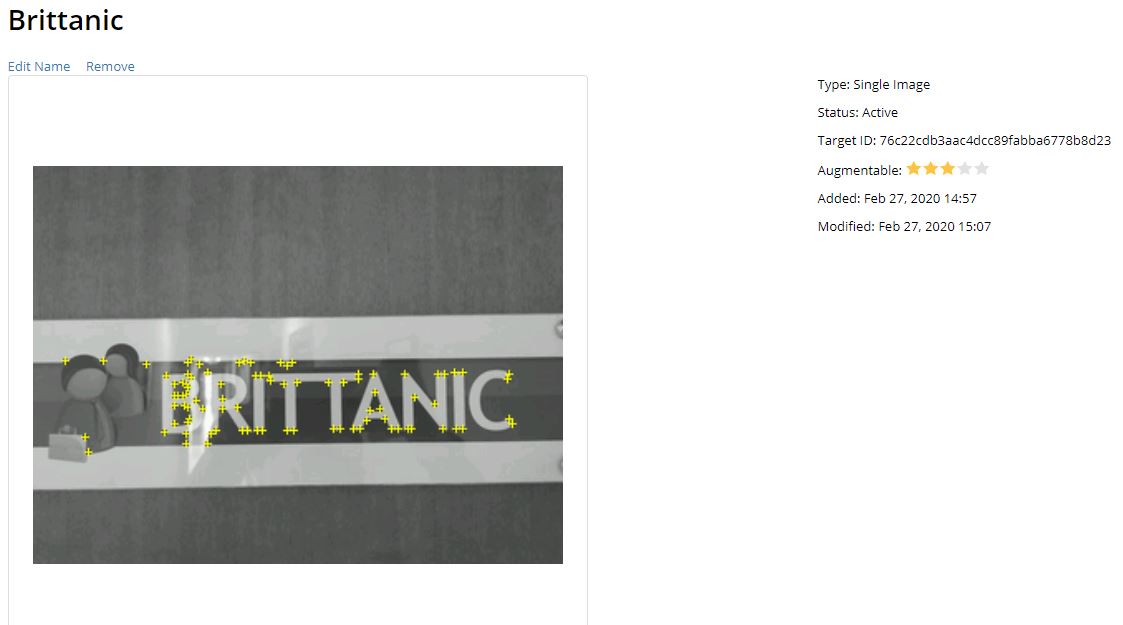 Brittanic
Edit Name Remove
Type: Single Image
Status: Active
Target ID: 76c22cdb3aac4dcc89fabba6778b8d23
Augmentable:
Added: Feb 27, 2020 14:57
Modified: Feb 27, 2020 15:07
BRITTANIC